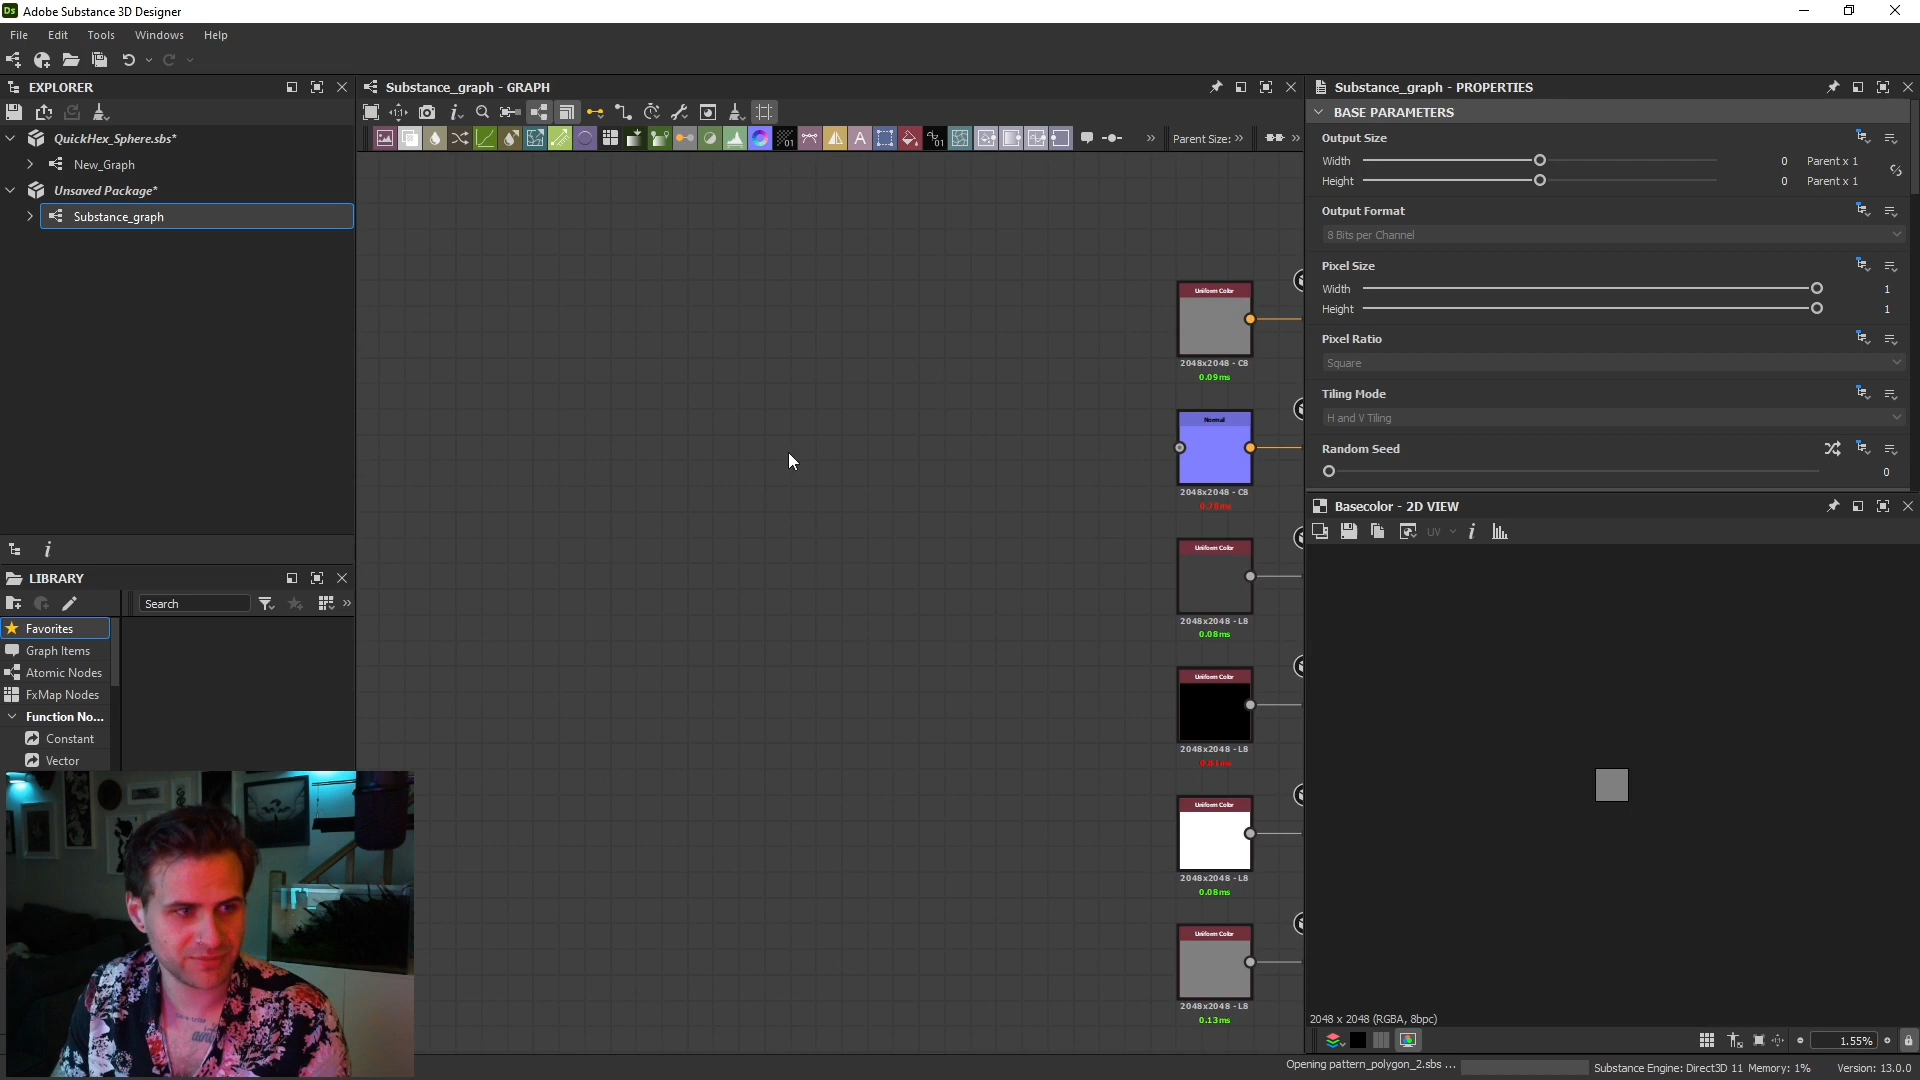 Ds Adobe Substance 3D Designer
File Edit Tools Windows Help
EXPLORER
QuickHex_Sphere.sbs*
New_Graph
Unsaved Package*
Substance_graph
LIBRARY
Search
Favorites
Graph Items
Atomic Nodes
FxMap Nodes
Function No...
Constant
Vector
Substance_graph - GRAPH
Parent Size:
Uniform Color
2048x2048 - C8
0.09ms
Normal
2048x2048 - C8
Uniform Color
2048x2048 - L8
0.08ms
Uniform Color
2048x2048 - L8
Uniform Color
2048x2048 - L8
0.08ms
Uniform Color
2048x2048 - L8
0.13ms
Substance_graph - PROPERTIES
BASE PARAMETERS
Output Size
Width 0 Parent x 1
Height 0 Parent x 1
Output Format
8 Bits per Channel
Pixel Size
Width 1
Height 1
Pixel Ratio
Square
Tiling Mode
H and V Tiling
Random Seed
0
Basecolor - 2D VIEW
UV
2048 x 2048 (RGBA, 8bpc)
1.55%
Opening pattern_polygon_2.sbs ...
Substance Engine: Direct3D 11 Memory: 1% Version: 13.0.0